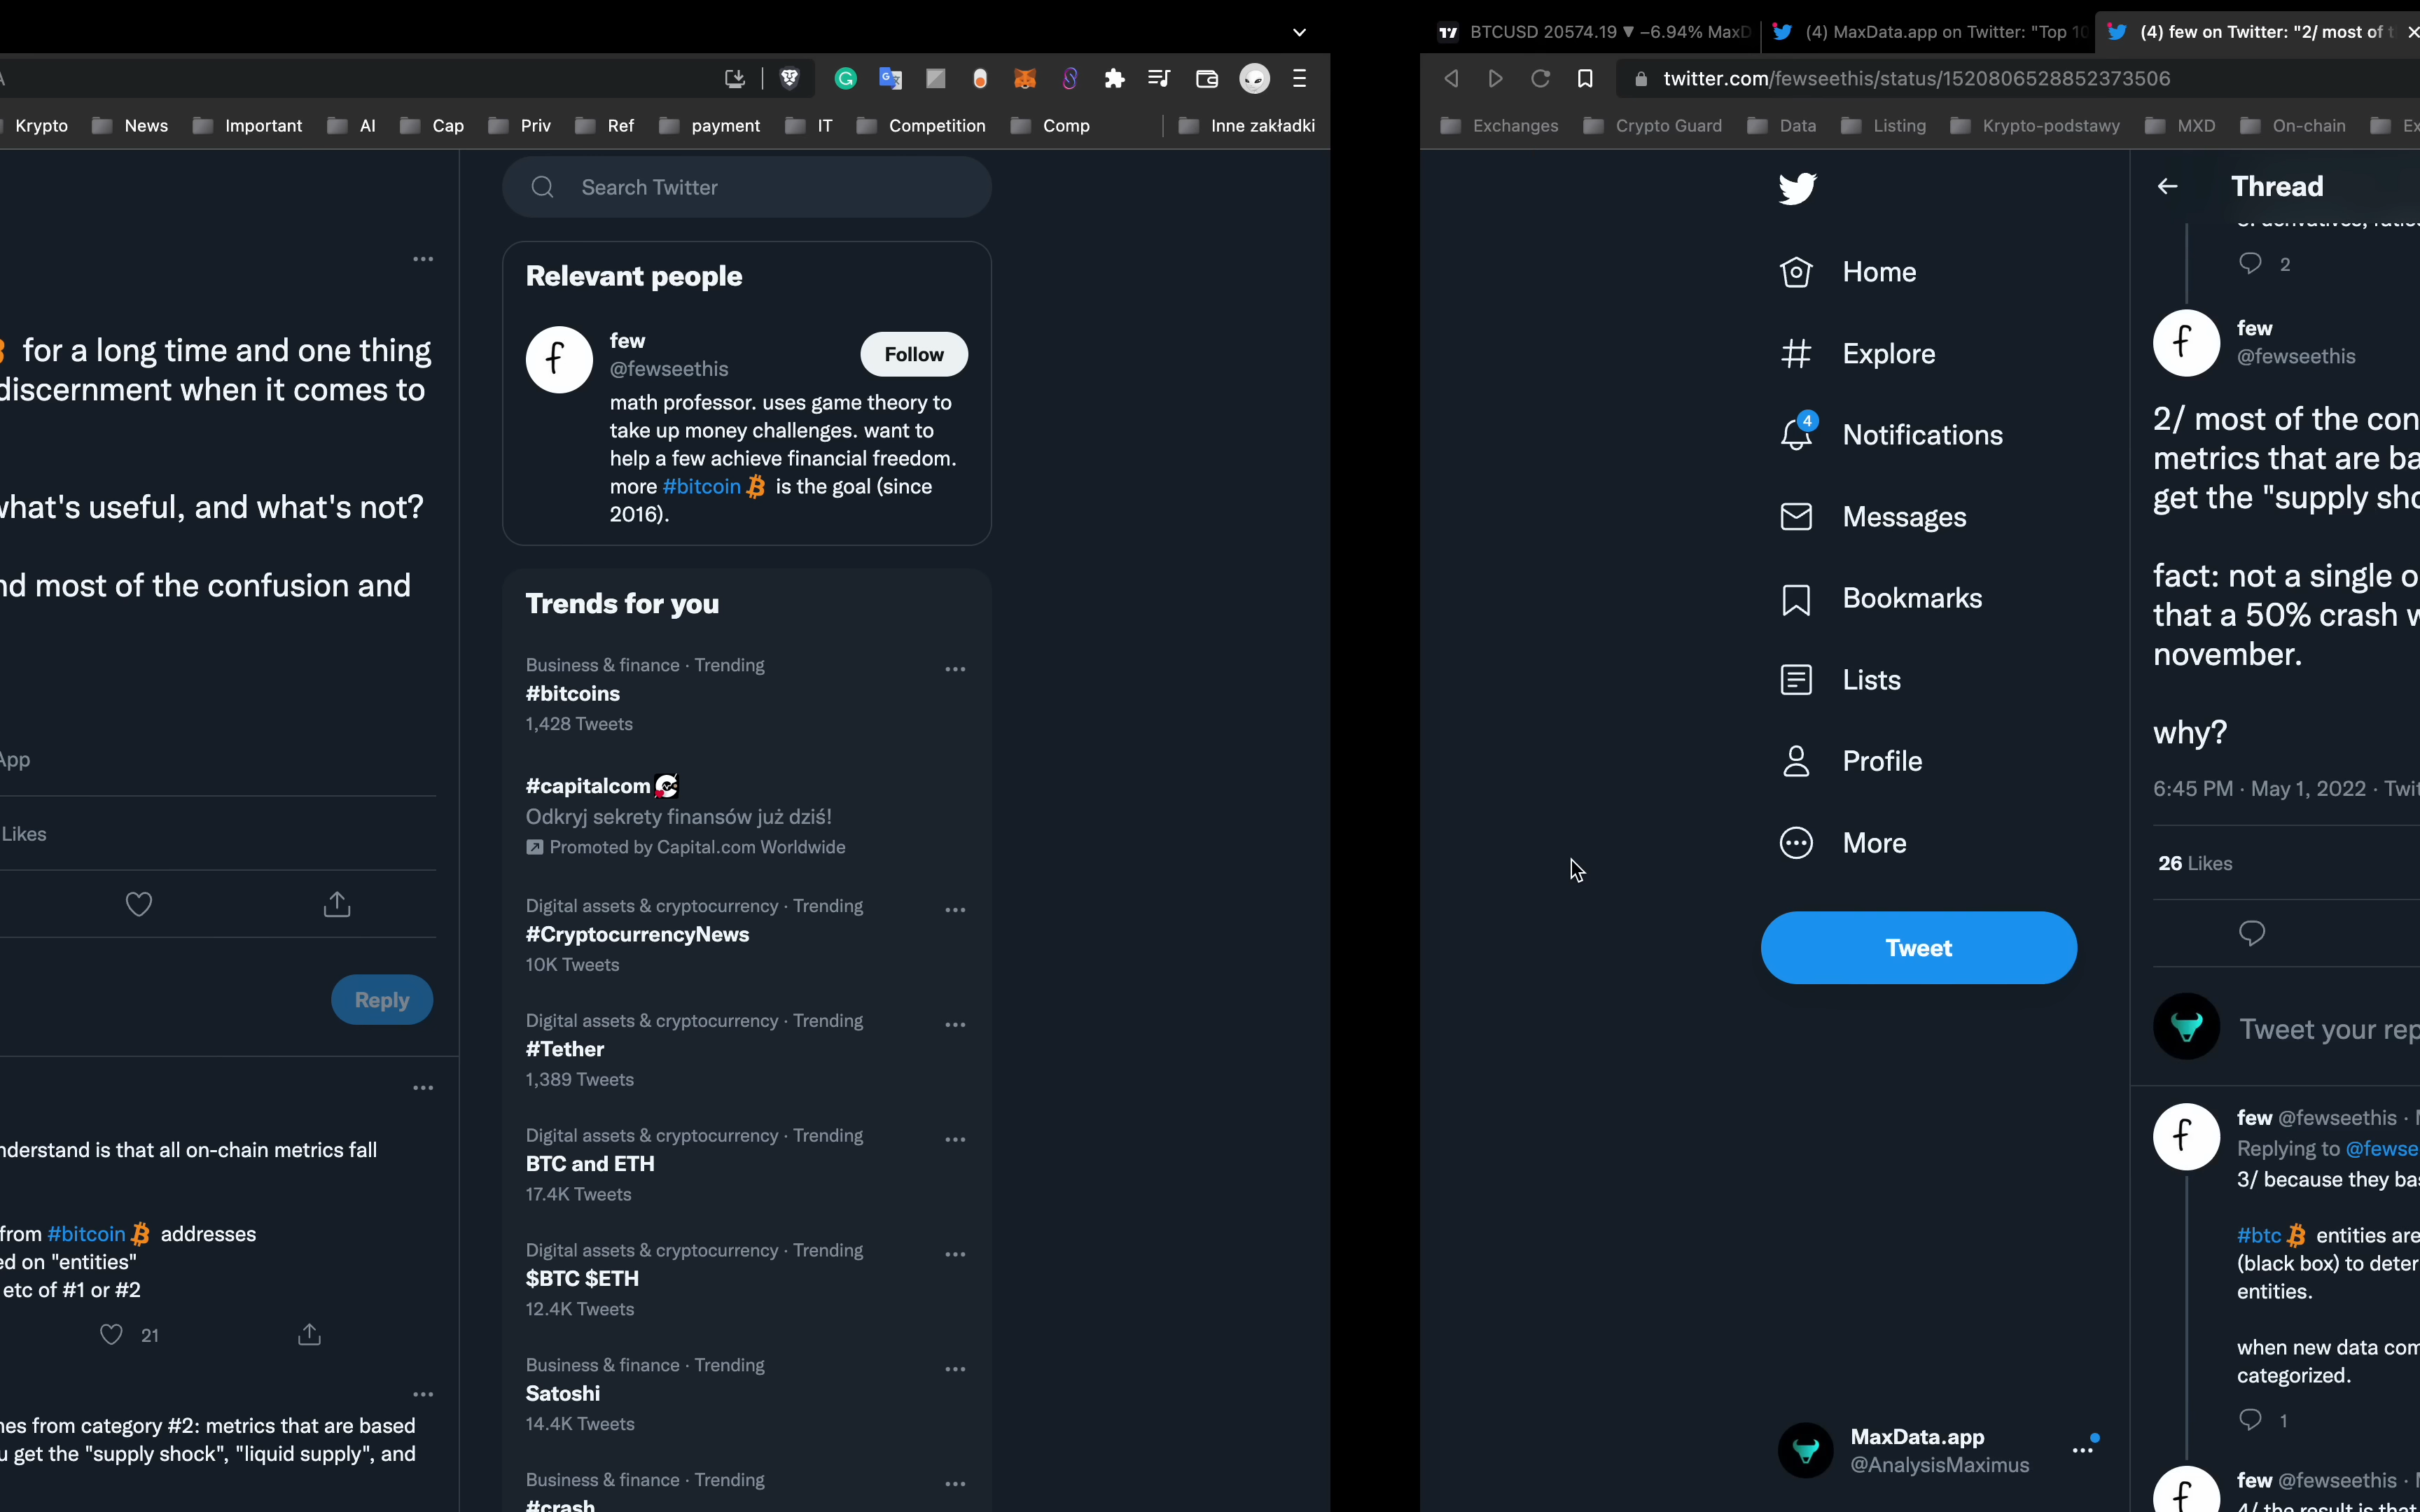 Krypto
News
Important
AI
Cap
Priv
Ref
payment
IT
Competition
Comp
Inne zakładki
for a long time and one thing
discernment when it comes to
what's useful, and what's not?
most of the confusion and
App
Likes
Reply
understand is that all on-chain metrics fall
from #bitcoin addresses
on "entities"
etc of #1 or #2
21
from category #2: metrics that are based
get the "supply shock", "liquid supply", and
Search Twitter
Relevant people
few
@fewseethis
Follow
math professor. uses game theory to
take up money challenges. want to
help a few achieve financial freedom.
more #bitcoin is the goal (since
2016).
Trends for you
Business & finance · Trending
#bitcoins
1,428 Tweets
#capitalcom
Odkryj sekrety finansów już dziś!
Promoted by Capital.com Worldwide
Digital assets & cryptocurrency · Trending
#CryptocurrencyNews
10K Tweets
Digital assets & cryptocurrency · Trending
#Tether
1,389 Tweets
Digital assets & cryptocurrency · Trending
BTC and ETH
17.4K Tweets
Digital assets & cryptocurrency · Trending
$BTC $ETH
12.4K Tweets
Business & finance · Trending
Satoshi
14.4K Tweets
Business & finance · Trending
#crash
BTCUSD 20574.19 ▼ −6.94% MaxD
(4) MaxData.app on Twitter: "Top 10
(4) few on Twitter: "2/ most of t
twitter.com/fewseethis/status/1520806528852373506
Exchanges
Crypto Guard
Data
Listing
Krypto-podstawy
MXD
On-chain
Ex
Home
Explore
4
Notifications
Messages
Bookmarks
Lists
Profile
More
Tweet
MaxData.app
@AnalysisMaximus
Thread
2
few
@fewseethis
2/ most of the con
metrics that are ba
get the "supply sho
fact: not a single o
that a 50% crash w
november.
why?
6:45 PM · May 1, 2022 · Twit
26 Likes
Tweet your rep
few @fewseethis ·
Replying to @fewse
3/ because they bas
#btc entities are
(black box) to deter
entities.
when new data com
categorized.
1
few @fewseethis ·
4/ the result is that